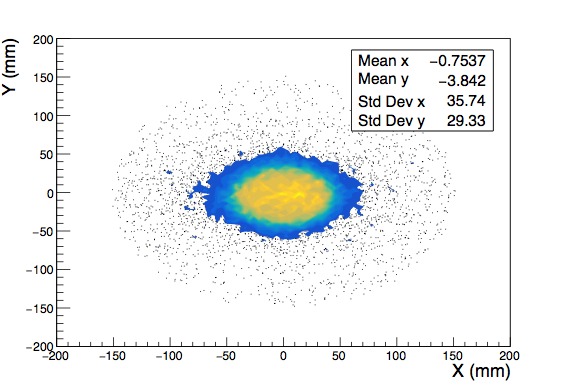 Y (mm)
200
150
100
50
0
−50
−100
−150
−200
Mean x −0.7537
Mean y −3.842
Std Dev x 35.74
Std Dev y 29.33
−200 −150 −100 −50 0 50 100 150 200
X (mm)